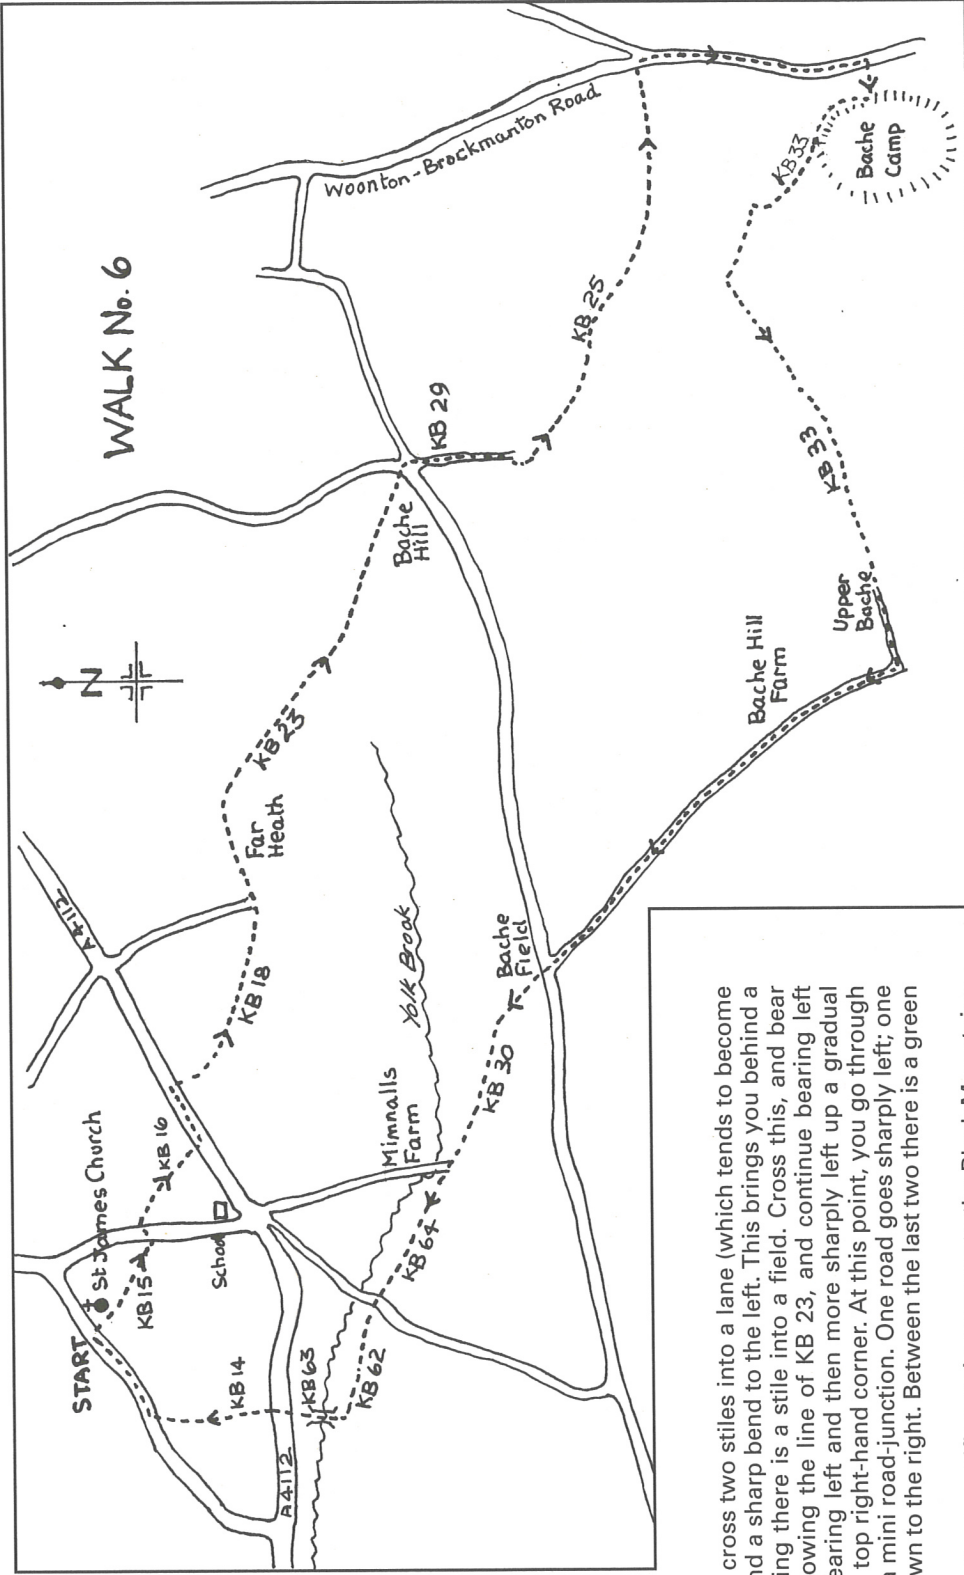 WALK No. 6
N
START
St James Church
KB15
KB16
School
KB14
A4112
KB63
KB62
KB64
Minnalls
Farm
A4112
KB18
Far
Heath
KB23
Yolk Brook
KB30
Bache
Field
Bache
Hill
KB29
KB25
Woonton-Brockmanton Road
Bache
Camp
KB33
KB33
Upper
Bache
Bache Hill
Farm
cross two stiles into a lane (which tends to become
a sharp bend to the left. This brings you behind a
there is a stile into a field. Cross this, and bear
the line of KB 23, and continue bearing left
left and then more sharply left up a gradual
top right-hand corner. At this point, you go through
mini road-junction. One road goes sharply left; one
to the right. Between the last two there is a green